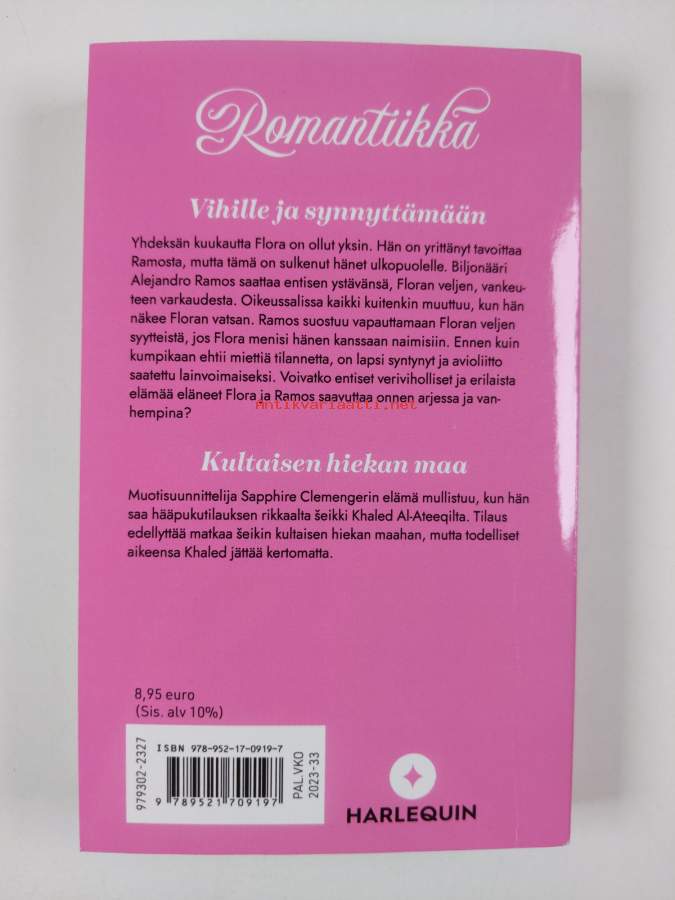 Romantiikka
Vihille ja synnyttämään
Yhdeksän kuukautta Flora on ollut yksin. Hän on yrittänyt tavoittaa
Ramosta, mutta tämä on sulkenut hänet ulkopuolelle. Biljonääri
Alejandro Ramos saattaa entisen ystävänsä, Floran veljen, vankeu-
teen varkaudesta. Oikeussalissa kaikki kuitenkin muuttuu, kun hän
näkee Floran vatsan. Ramos suostuu vapauttamaan Floran veljen
syytteistä, jos Flora menisi hänen kanssaan naimisiin. Ennen kuin
kumpikaan ehtii miettiä tilannetta, on lapsi syntynyt ja avioliitto
saatettu lainvoimaiseksi. Voivatko entiset veriviholliset ja erilaista
elämää eläneet Flora ja Ramos saavuttaa onnen arjessa ja van-
antikvariaatti.net
hempina?
Kultaisen hiekan maa
Muotisuunnittelija Sapphire Clemengerin elämä mullistuu, kun hän
saa hääpukutilauksen rikkaalta šeikki Khaled Al-Ateeqilta. Tilaus
edellyttää matkaa šeikin kultaisen hiekan maahan, mutta todelliset
aikeensa Khaled jättää kertomatta.
8,95 euro
(Sis. alv 10%)
979302-2327
ISBN 978-952-17-0919-7
9 789521 709197
PAL.VKO
2023-33
HARLEQUIN